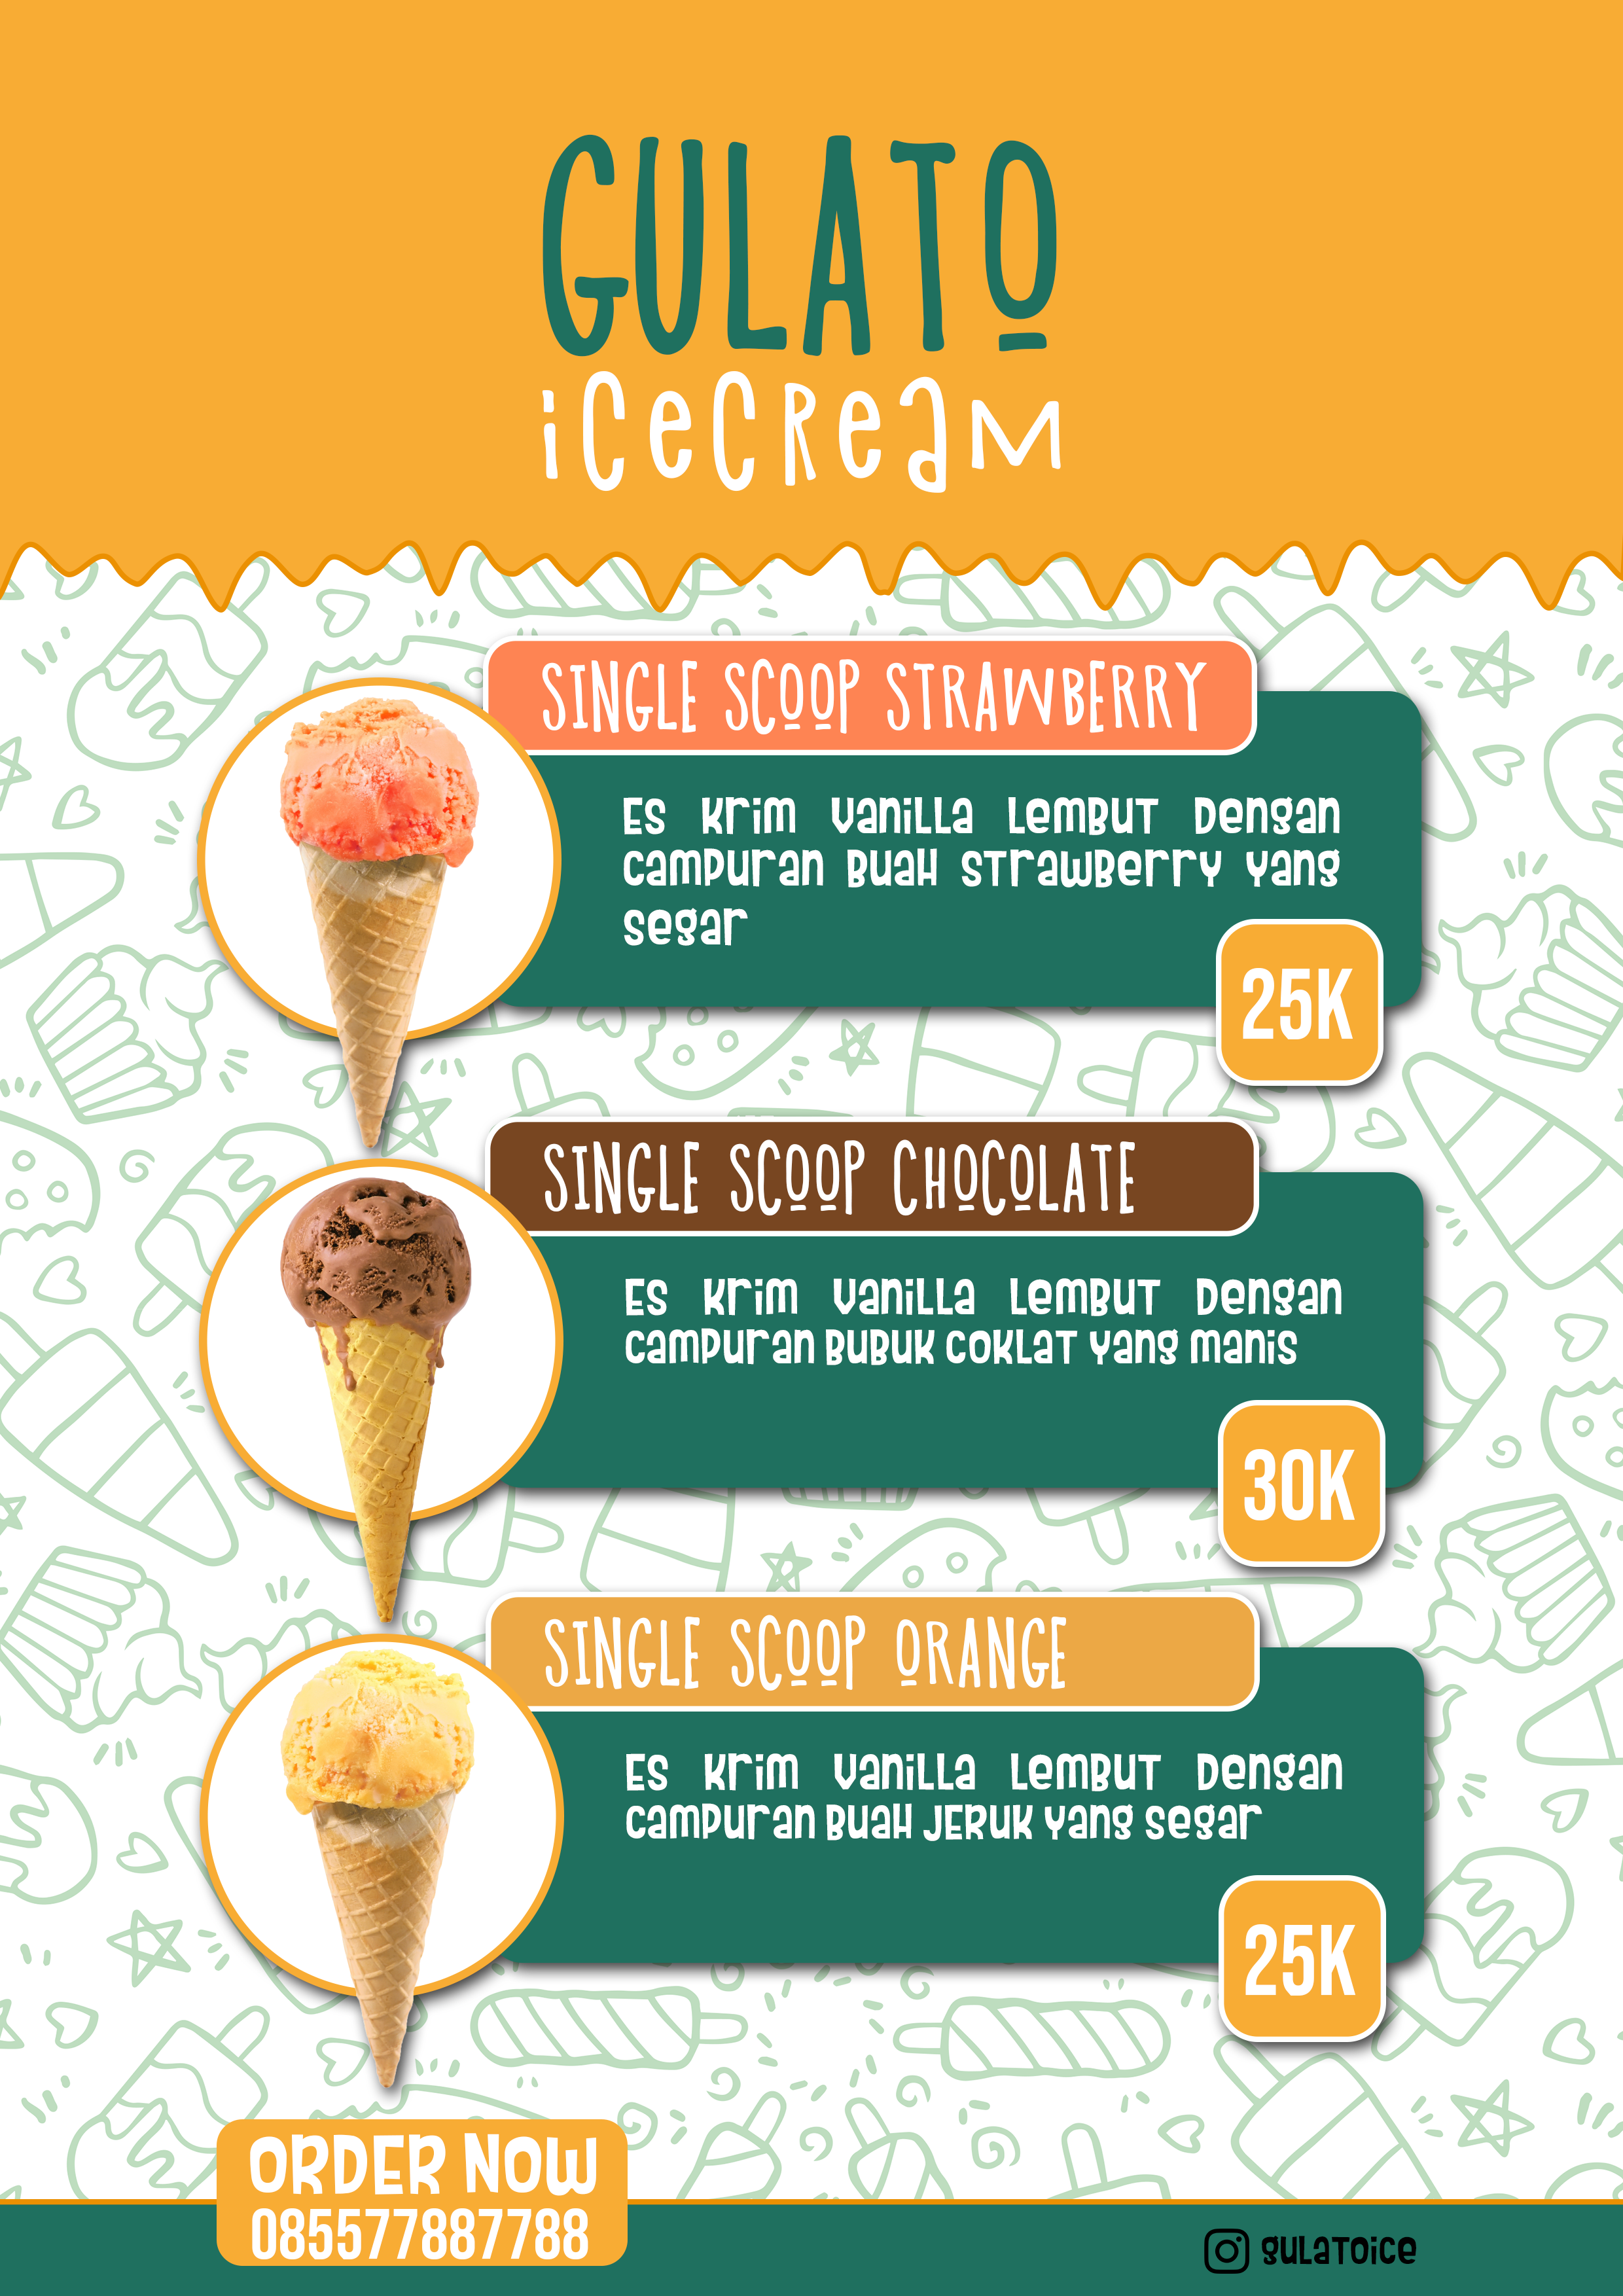 GULATO
iceCReaM
SINGLE SCOOP STRAWBERRY
Es Krim Vanilla Lembut Dengan
campuran Buah strawberry yang
segar
25K
SINGLE SCOOP CHOCOLATE
Es Krim Vanilla Lembut Dengan
campuran Bubuk coklat yang manis
30K
SINGLE SCOOP ORANGE
Es Krim Vanilla Lembut Dengan
campuran Buah Jeruk yang segar
25K
ORDER NOW
085577887788
gulatoice